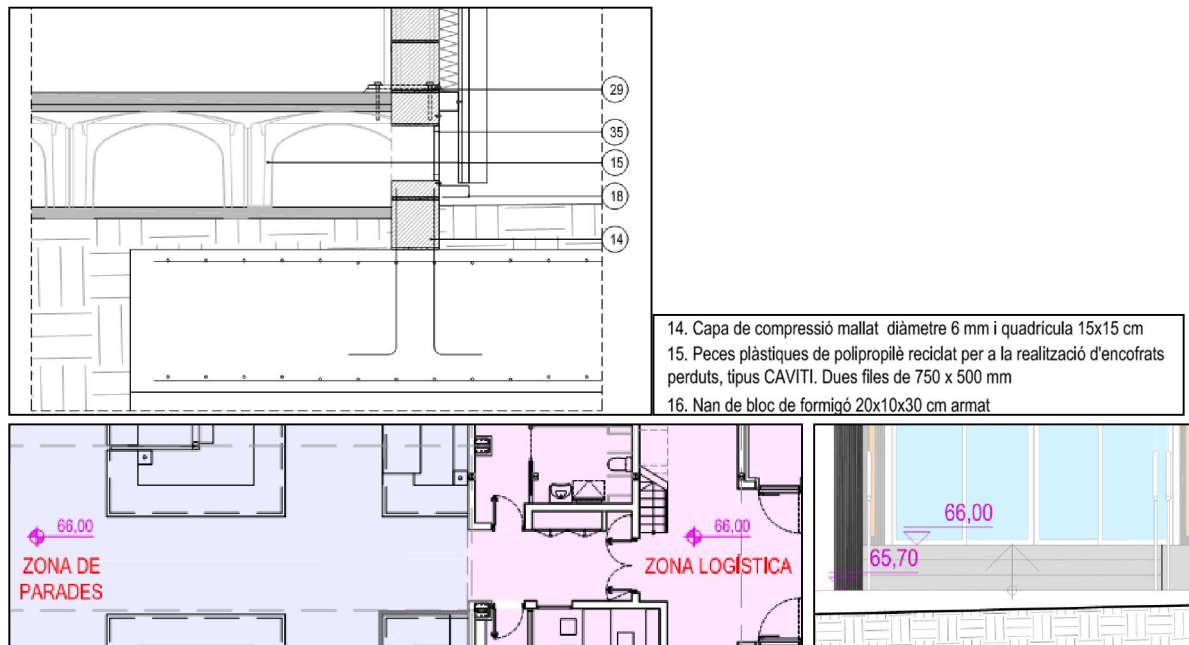 29
35
15
18
14
14. Capa de compressió mallat diàmetre 6 mm i quadrícula 15x15 cm
15. Peces plàstiques de polipropilè reciclat per a la realització d'encofrats
perduts, tipus CAVITI. Dues files de 750 x 500 mm
16. Nan de bloc de formigó 20x10x30 cm armat
66,00
ZONA DE
PARADES
66,00
ZONA LOGÍSTICA
66,00
65,70